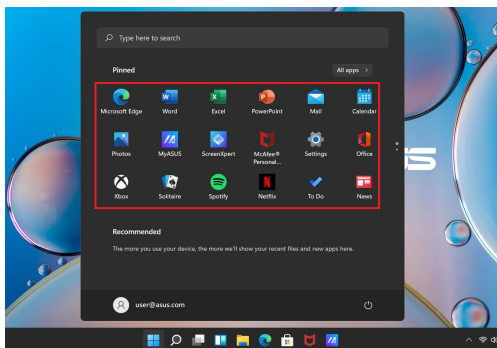 Type here to search
Pinned
All apps >
Microsoft Edge
Word
Excel
PowerPoint
Mail
Calendar
Photos
MyASUS
ScreenXpert
McAfee®
Personal...
Settings
Office
Xbox
Solitaire
Spotify
Netflix
To Do
News
Recommended
The more you use your device, the more we'll show your recent files and new apps here.
user@asus.com